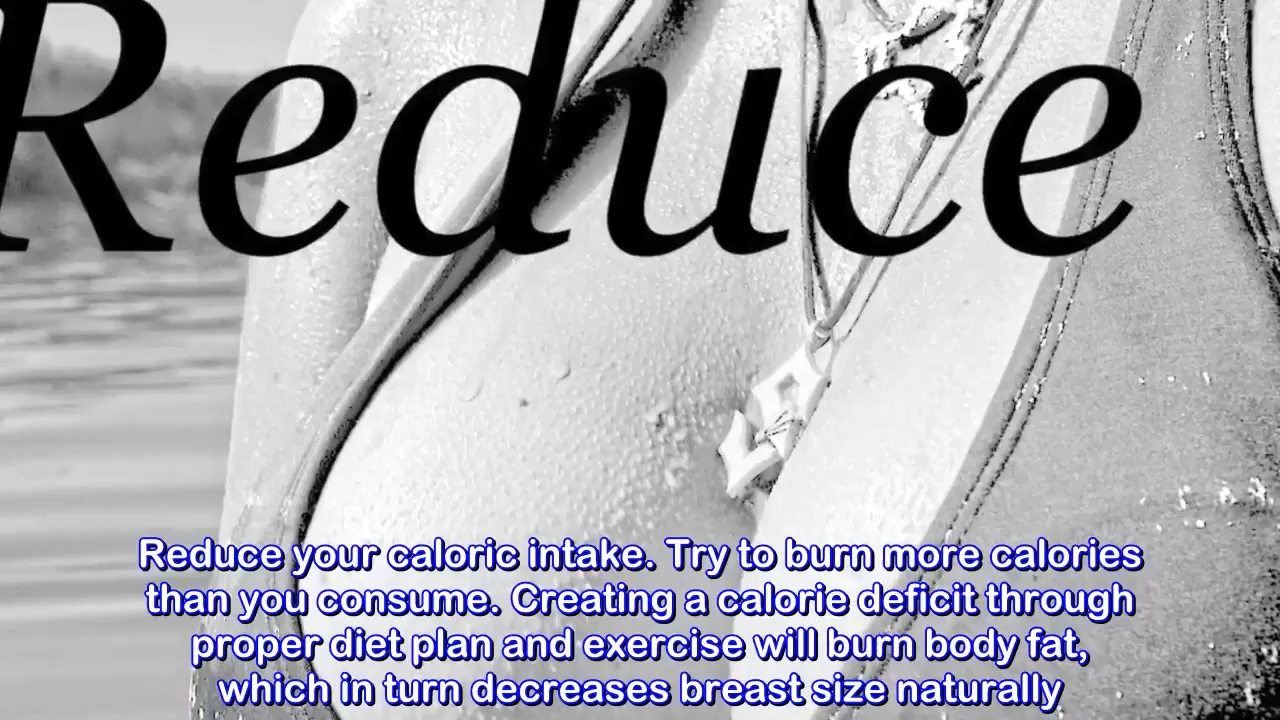 Reduce
Reduce your caloric intake. Try to burn more calories
than you consume. Creating a calorie deficit through
proper diet plan and exercise will burn body fat,
which in turn decreases breast size naturally